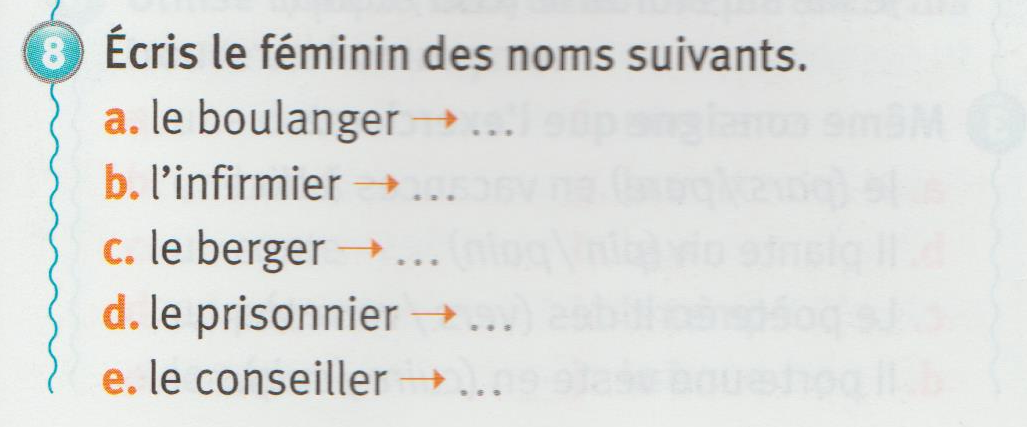 8 Écris le féminin des noms suivants.
a. le boulanger → ...
b. l’infirmier → ...
c. le berger → ...
d. le prisonnier → ...
e. le conseiller → ...